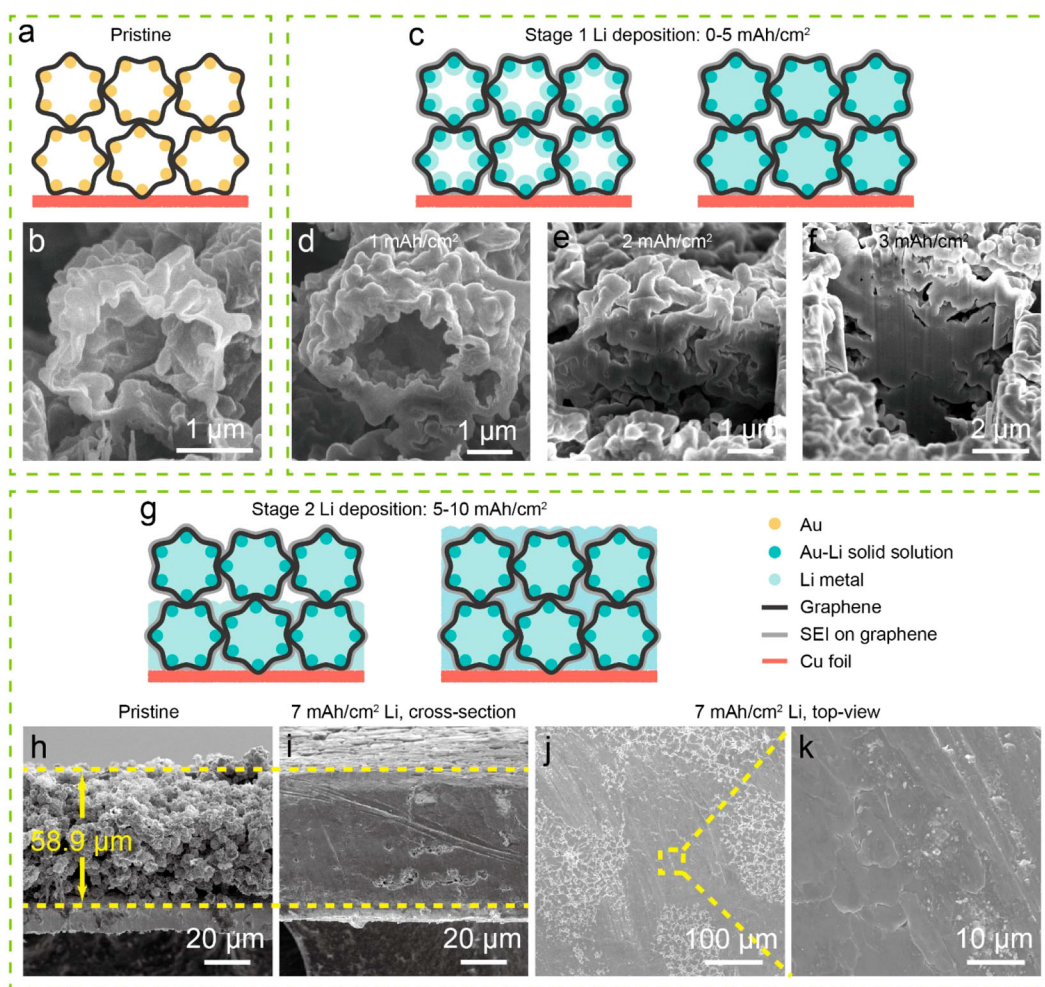 a
Pristine
c
Stage 1 Li deposition: 0-5 mAh/cm²
b
1 μm
d
1 mAh/cm²
1 μm
e
2 mAh/cm²
1 μm
f
3 mAh/cm²
2 μm
g
Stage 2 Li deposition: 5-10 mAh/cm²
Au
Au-Li solid solution
Li metal
Graphene
SEI on graphene
Cu foil
Pristine
7 mAh/cm² Li, cross-section
7 mAh/cm² Li, top-view
h
58.9 μm
20 μm
i
20 μm
j
100 μm
k
10 μm